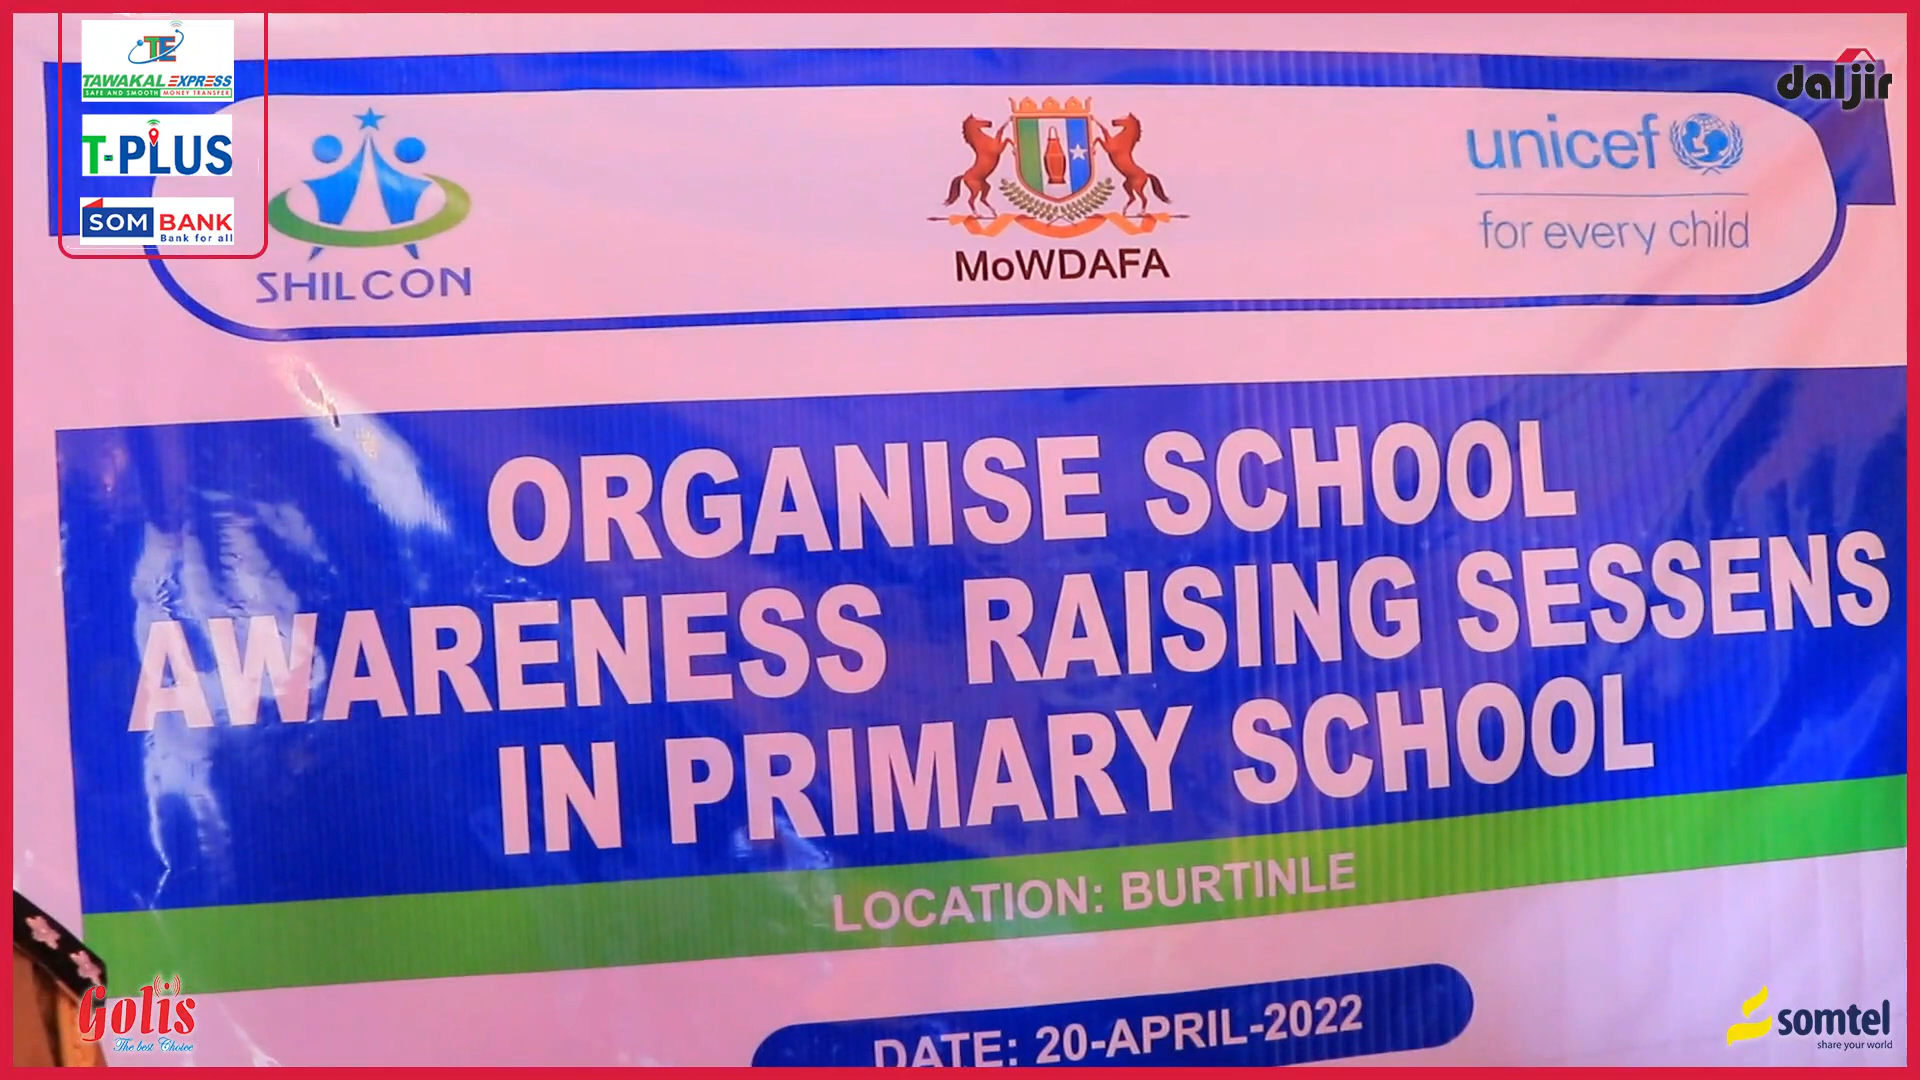 TE
TAWAKAL EXPRESS
SAFE AND SMOOTH MONEY TRANSFER
T-PLUS
SOM BANK
Bank for all
daljir
SHILCON
MoWDAFA
unicef
for every child
ORGANISE SCHOOL
AWARENESS RAISING SESSENS
IN PRIMARY SCHOOL
LOCATION: BURTINLE
DATE: 20-APRIL-2022
Golis
The best Choice
somtel
share your world